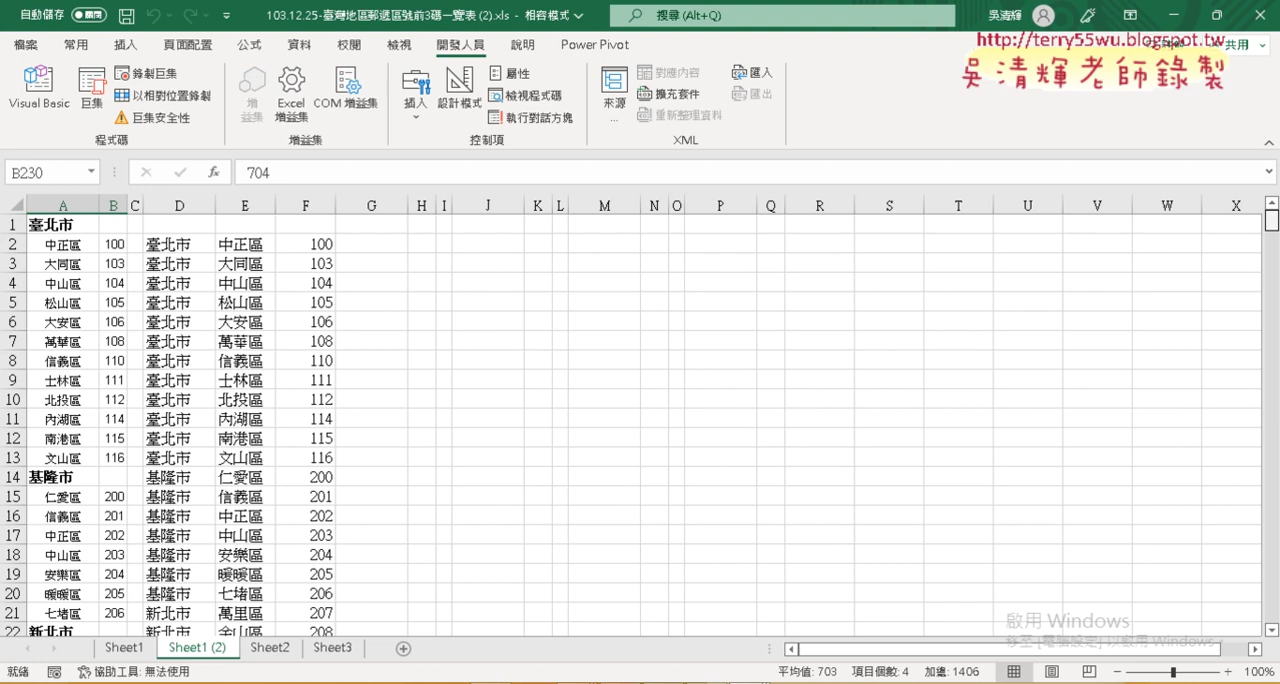 自動儲存
103.12.25-臺灣地區郵遞區號前3碼一覽表 (2).xls - 相容模式
搜尋 (Alt+Q)
吳清輝
檔案 常用 插入 頁面配置 公式 資料 校閱 檢視 開發人員 說明 Power Pivot
共用
http://terry55wu.blogspot.tw
吳清輝老師錄製
Visual Basic 巨集 錄製巨集 以相對位置錄製 巨集安全性
程式碼
增益集 Excel 增益集 COM 增益集
增益集
插入 設計模式 屬性 檢視程式碼 執行對話方塊
控制項
來源... 對應內容 擴充套件 重新整理資料 匯入 匯出
XML
B230 fx 704
A B C D E F G H I J K L M N O P Q R S T U V W X
1 臺北市
2 中正區 100 臺北市 中正區 100
3 大同區 103 臺北市 大同區 103
4 中山區 104 臺北市 中山區 104
5 松山區 105 臺北市 松山區 105
6 大安區 106 臺北市 大安區 106
7 萬華區 108 臺北市 萬華區 108
8 信義區 110 臺北市 信義區 110
9 士林區 111 臺北市 士林區 111
10 北投區 112 臺北市 北投區 112
11 內湖區 114 臺北市 內湖區 114
12 南港區 115 臺北市 南港區 115
13 文山區 116 臺北市 文山區 116
14 基隆市 基隆市 仁愛區 200
15 仁愛區 200 基隆市 信義區 201
16 信義區 201 基隆市 中正區 202
17 中正區 202 基隆市 中山區 203
18 中山區 203 基隆市 安樂區 204
19 安樂區 204 基隆市 暖暖區 205
20 暖暖區 205 基隆市 七堵區 206
21 七堵區 206 新北市 萬里區 207
22 新北市 新北市 金山區 208
啟用 Windows
移至 [電腦設定] 以啟用 Windows。
Sheet1 Sheet1 (2) Sheet2 Sheet3
就緒 協助工具: 無法使用 平均值: 703 項目個數: 4 加總: 1406 100%